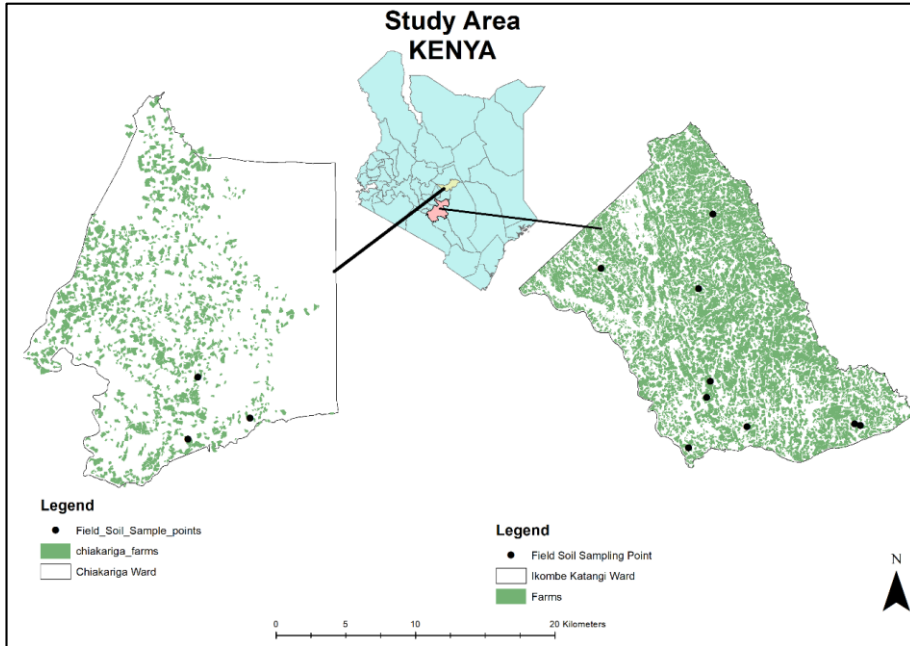 Study Area
KENYA
Legend
Field_Soil_Sample_points
chiakariga_farms
Chiakariga Ward
Legend
Field Soil Sampling Point
Ikombe Katangi Ward
Farms
N
0 5 10 20 Kilometers